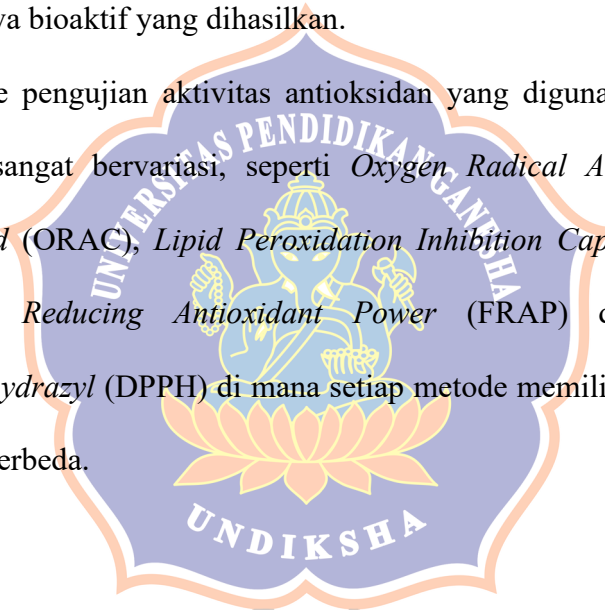 va bioaktif yang dihasilkan.
e pengujian aktivitas antioksidan yang diguna
sangat bervariasi, seperti Oxygen Radical A
d (ORAC), Lipid Peroxidation Inhibition Cap
Reducing Antioxidant Power (FRAP) d
ydrazyl (DPPH) di mana setiap metode memili
erbeda.
UNIVERSITAS PENDIDIKAN GANESHA
UNDIKSHA